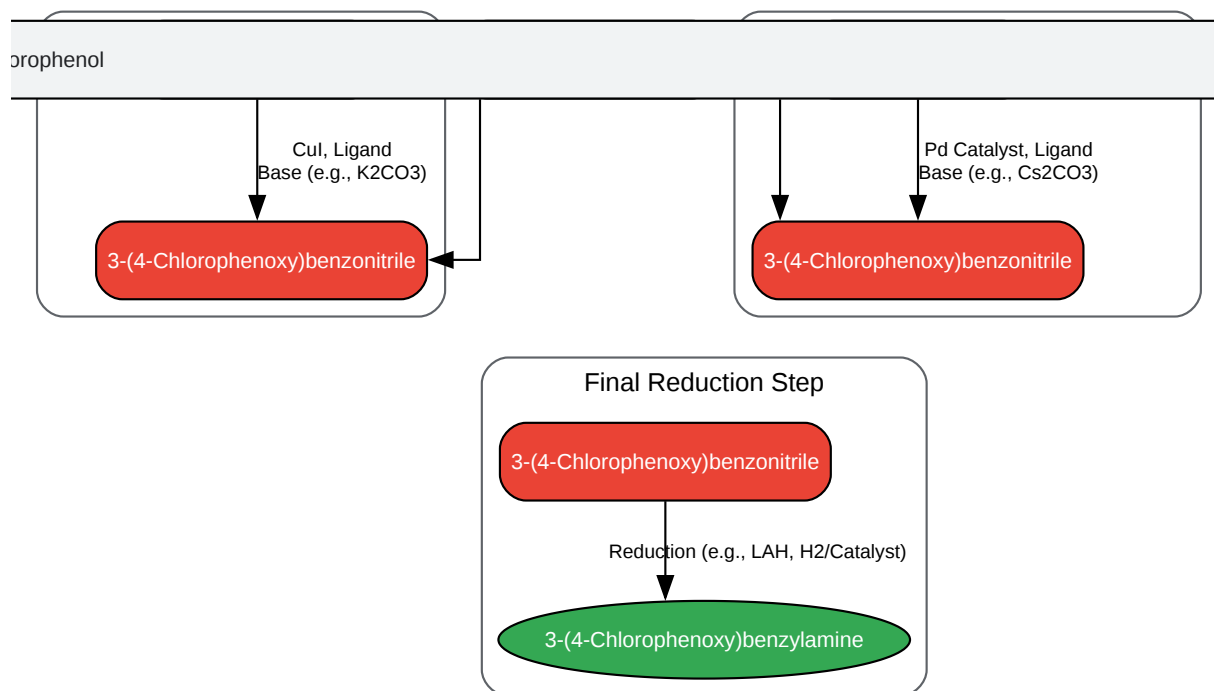 orophenol
CuI, Ligand
Base (e.g., K2CO3)
Pd Catalyst, Ligand
Base (e.g., Cs2CO3)
3-(4-Chlorophenoxy)benzonitrile
3-(4-Chlorophenoxy)benzonitrile
Final Reduction Step
3-(4-Chlorophenoxy)benzonitrile
Reduction (e.g., LAH, H2/Catalyst)
3-(4-Chlorophenoxy)benzylamine